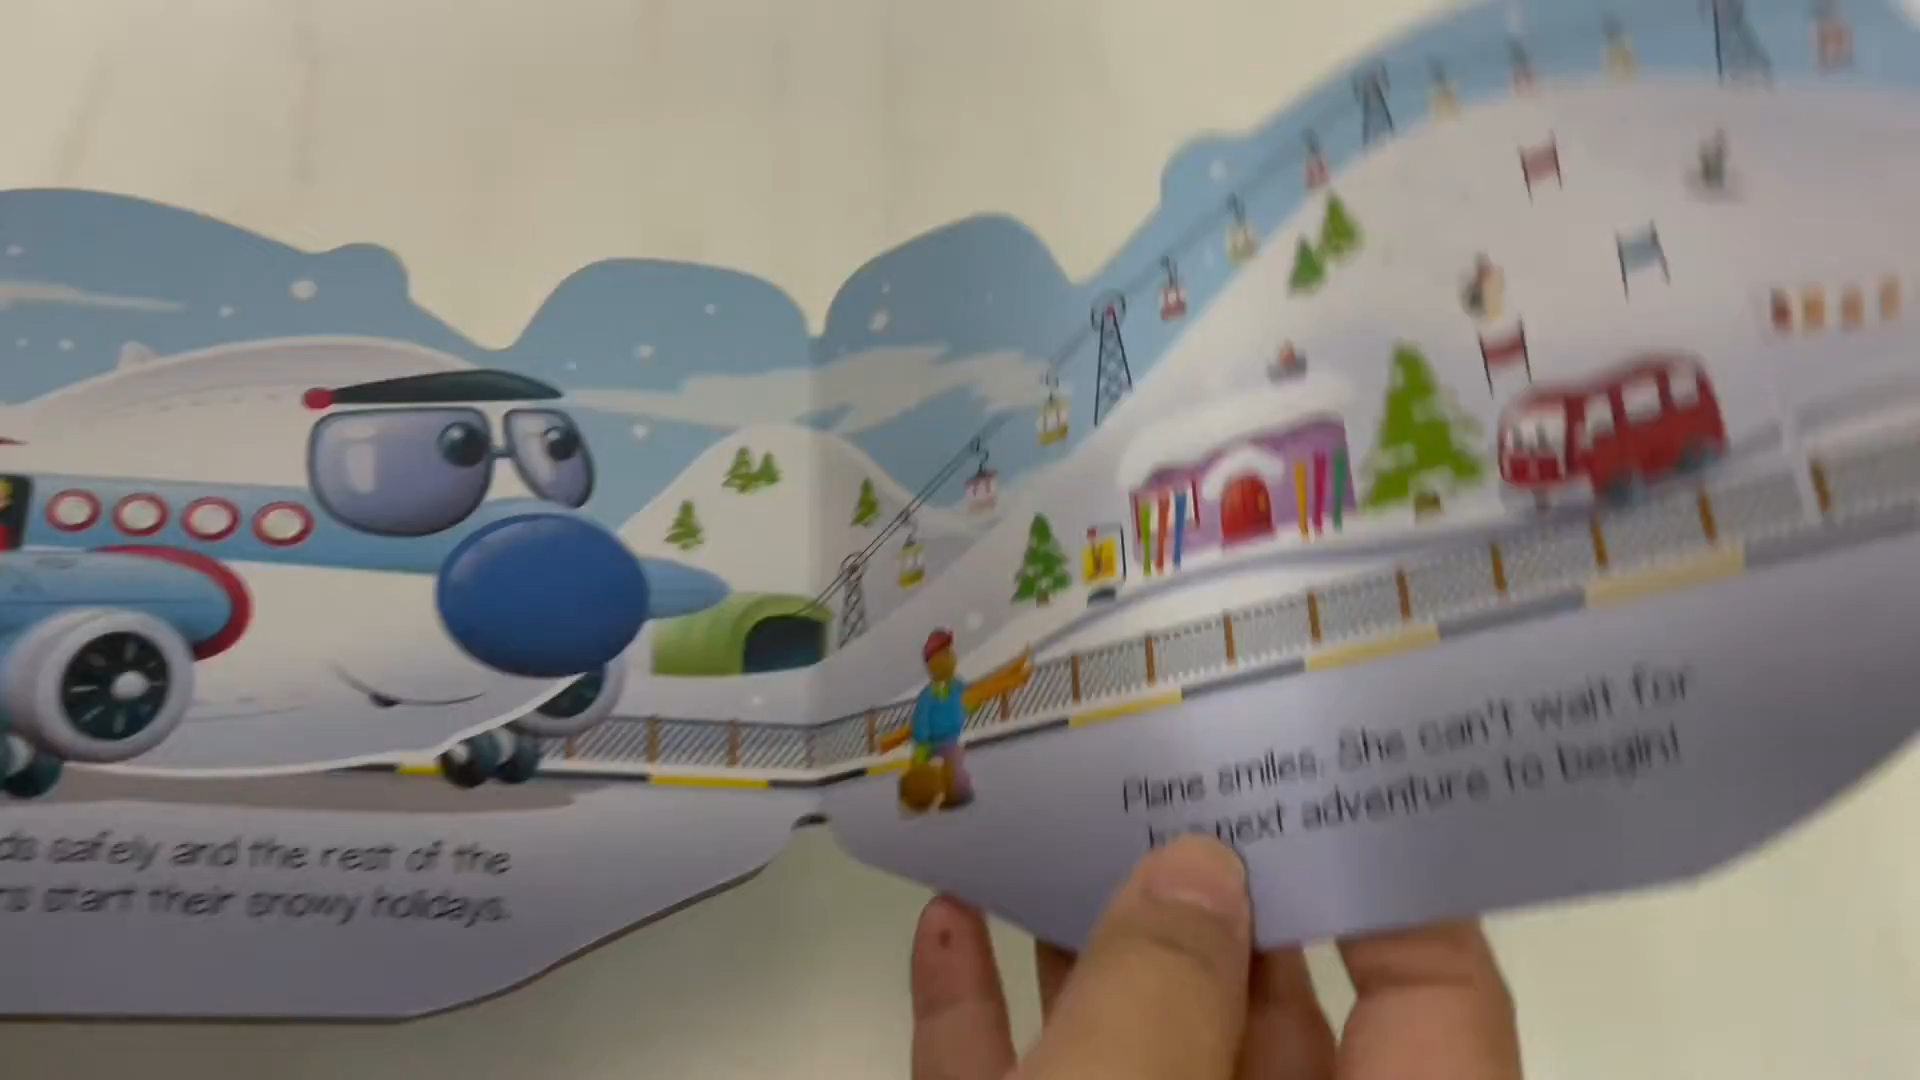 safely and the rest of the
start their snowy holidays.
Plane smiles. She can't wait for
next adventure to begin!